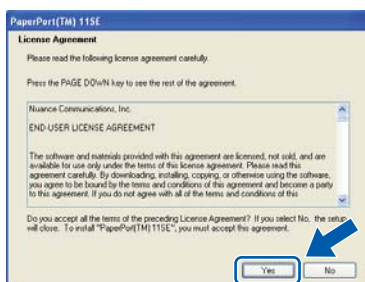 PaperPort(TM) 11SE
License Agreement
Please read the following license agreement carefully.
Press the PAGE DOWN key to see the rest of the agreement.
Nuance Communications, Inc.
END-USER LICENSE AGREEMENT
The software and materials provided with this agreement are licensed, not sold, and are
available for use only under the terms of this license agreement. Please read this
agreement carefully. By downloading, installing, copying, or otherwise using the software,
you agree to be bound by the terms and conditions of this agreement and become a party
to this agreement. If you do not agree with all of the terms and conditions of this
Do you accept all the terms of the preceding License Agreement? If you select No, the setup
will close. To install "PaperPort(TM) 11SE", you must accept this agreement.
Yes
No